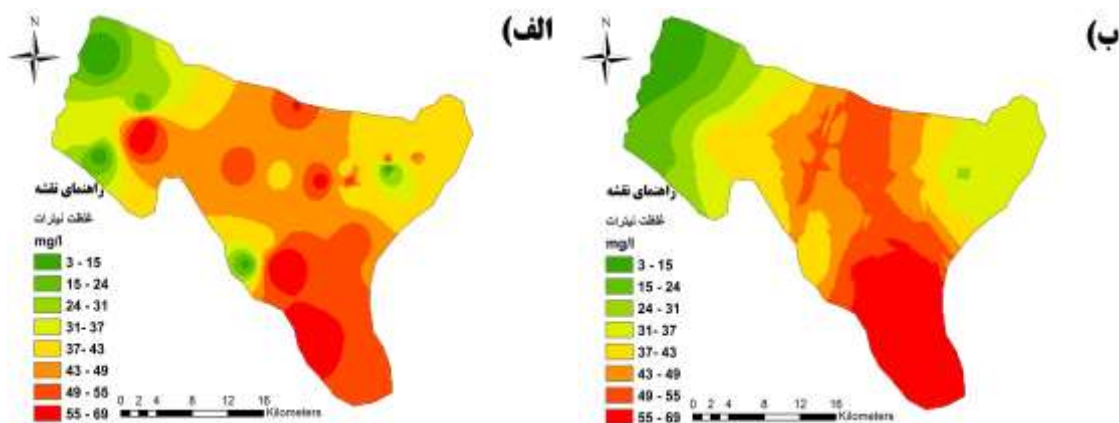 الف)
N
راهنمای نقشه
غلظت نیترات
mg/l
3 - 15
15 - 24
24 - 31
31 - 37
37- 43
43 - 49
49 - 55
55 - 69
0 2 4 8 12 16
Kilometers
ب)
N
راهنمای نقشه
غلظت نیترات
mg/l
3 - 15
15 - 24
24 - 31
31- 37
37 - 43
43 - 49
49 - 55
55 - 69
0 2 4 8 12 16
Kilometers